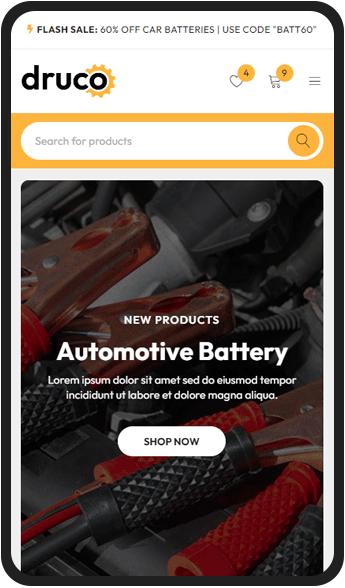 FLASH SALE: 60% OFF CAR BATTERIES | USE CODE "BATT60"
druco
4
9
Search for products
NEW PRODUCTS
Automotive Battery
Lorem ipsum dolor sit amet sed do eiusmod tempor
incididunt ut labore et dolore magna aliqua.
SHOP NOW